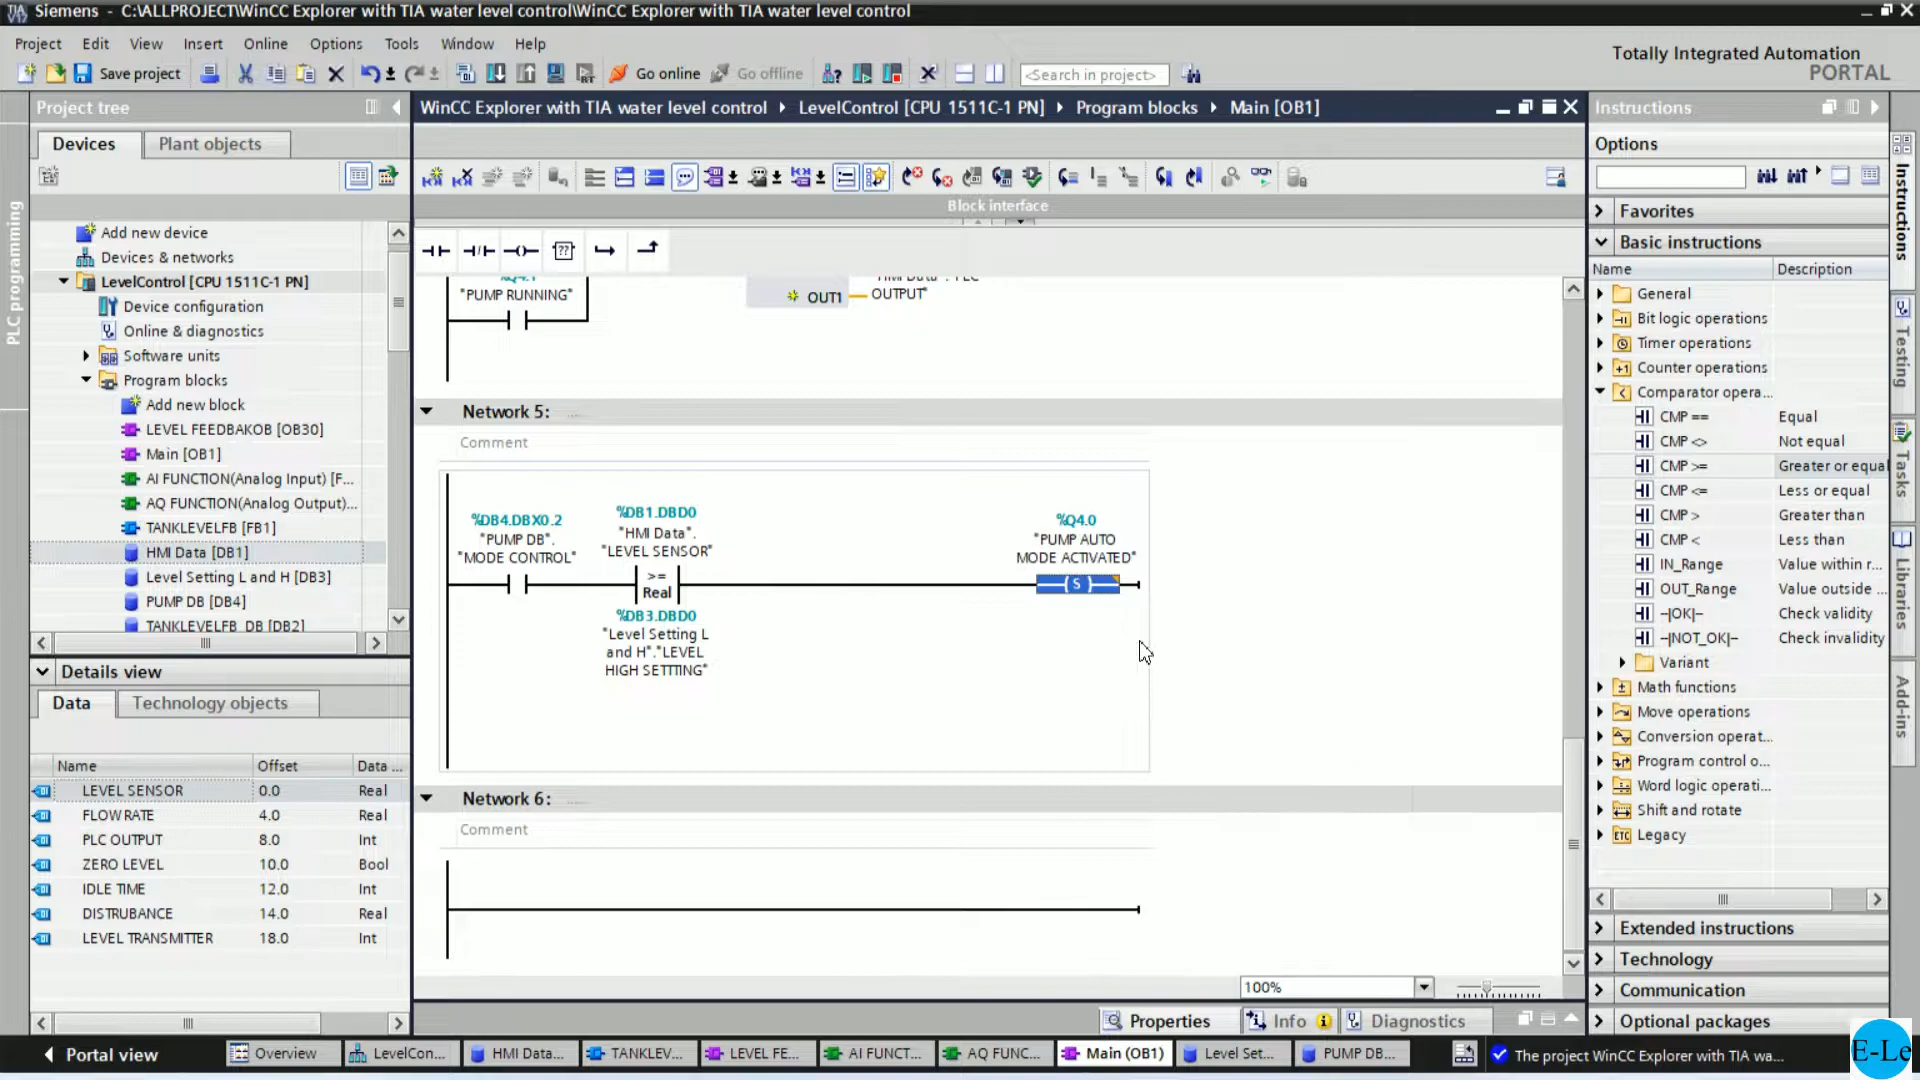 Siemens - C:\ALLPROJECT\WinCC Explorer with TIA water level control\WinCC Explorer with TIA water level control
Project Edit View Insert Online Options Tools Window Help
Totally Integrated Automation
PORTAL
Save project Go online Go offline <Search in project>
Project tree
WinCC Explorer with TIA water level control LevelControl [CPU 1511C-1 PN] Program blocks Main [OB1]
Instructions
Devices Plant objects
Options
Block interface
Add new device
Devices & networks
LevelControl [CPU 1511C-1 PN]
Device configuration
Online & diagnostics
Software units
Program blocks
Add new block
LEVEL FEEDBAKOB [OB30]
Main [OB1]
AI FUNCTION(Analog Input) [F...
AQ FUNCTION(Analog Output)...
TANKLEVELFB [FB1]
HMI Data [DB1]
Level Setting L and H [DB3]
PUMP DB [DB4]
TANKLEVELFB_DB [DB2]
PLC programming
Details view
Data Technology objects
Name Offset Data ...
LEVEL SENSOR 0.0 Real
FLOW RATE 4.0 Real
PLC OUTPUT 8.0 Int
ZERO LEVEL 10.0 Bool
IDLE TIME 12.0 Int
DISTRUBANCE 14.0 Real
LEVEL TRANSMITTER 18.0 Int
"PUMP RUNNING"
OUT1
OUTPUT"
Network 5:
Comment
%DB4.DBX0.2
"PUMP DB".
"MODE CONTROL"
%DB1.DBD0
"HMI Data".
"LEVEL SENSOR"
>=
Real
%DB3.DBD0
"Level Setting L
and H"."LEVEL
HIGH SETTTING"
%Q4.0
"PUMP AUTO
MODE ACTIVATED"
S
Network 6:
Comment
100%
Properties Info Diagnostics
Favorites
Basic instructions
Name Description
General
Bit logic operations
Timer operations
Counter operations
Comparator opera...
CMP == Equal
CMP <> Not equal
CMP >= Greater or equal
CMP <= Less or equal
CMP > Greater than
CMP < Less than
IN_Range Value within r...
OUT_Range Value outside ...
-|OK|- Check validity
-|NOT_OK|- Check invalidity
Variant
Math functions
Move operations
Conversion operat...
Program control o...
Word logic operati...
Shift and rotate
Legacy
Extended instructions
Technology
Communication
Optional packages
Instructions
Testing
Tasks
Libraries
Add-ins
Portal view Overview LevelCon... HMI Data... TANKLEV... LEVEL FE... AI FUNCT... AQ FUNC... Main (OB1) Level Set... PUMP DB... The project WinCC Explorer with TIA wa...
E-Le